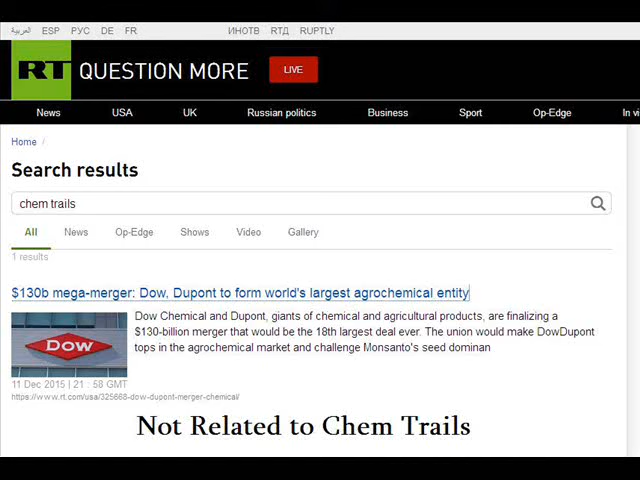 العربية ESP РУС DE FR ИНОТВ RTД RUPTLY
RT QUESTION MORE LIVE
News USA UK Russian politics Business Sport Op-Edge In vi
Home /
Search results
chem trails
All News Op-Edge Shows Video Gallery
1 results
$130b mega-merger: Dow, Dupont to form world's largest agrochemical entity
Dow Chemical and Dupont, giants of chemical and agricultural products, are finalizing a
$130-billion merger that would be the 18th largest deal ever. The union would make DowDupont
tops in the agrochemical market and challenge Monsanto's seed dominan
DOW
11 Dec 2015 | 21 : 58 GMT
https://www.rt.com/usa/325668-dow-dupont-merger-chemical/
Not Related to Chem Trails